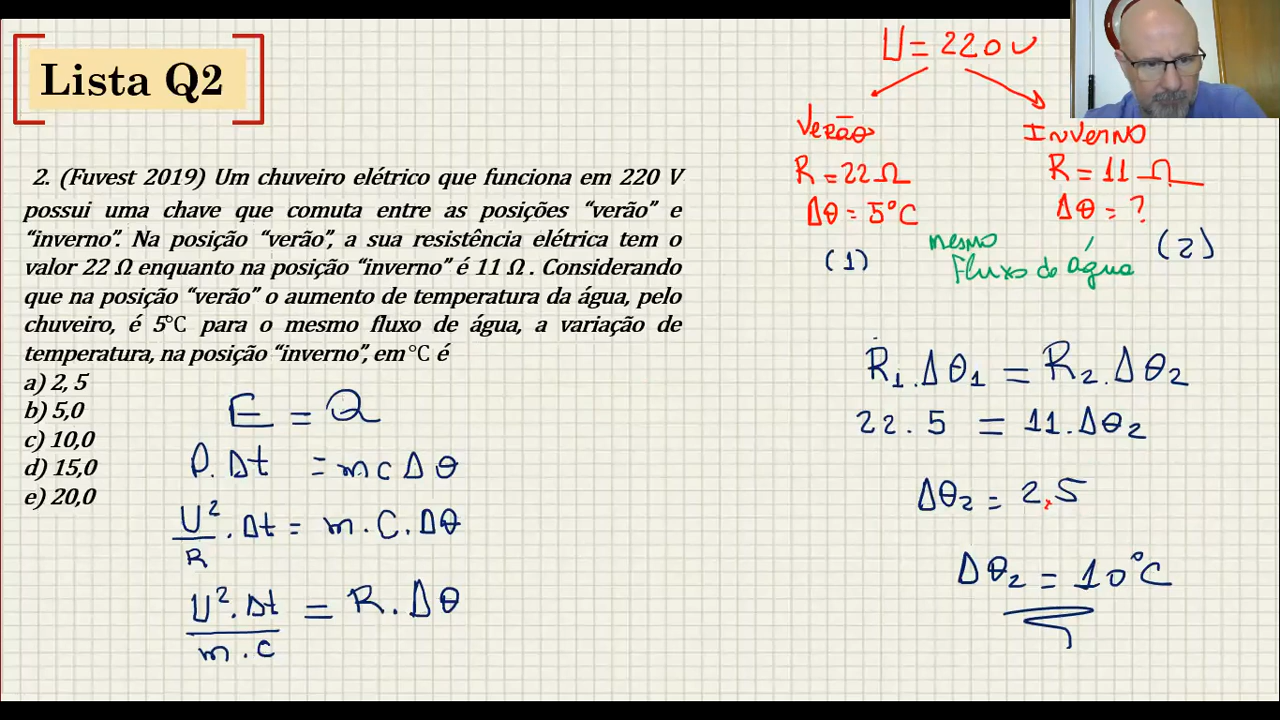 Lista Q2
2. (Fuvest 2019) Um chuveiro elétrico que funciona em 220 V
possui uma chave que comuta entre as posições “verão” e
“inverno”. Na posição “verão”, a sua resistência elétrica tem o
valor 22 Ω enquanto na posição “inverno” é 11 Ω . Considerando
que na posição “verão” o aumento de temperatura da água, pelo
chuveiro, é 5°C para o mesmo fluxo de água, a variação de
temperatura, na posição “inverno”, em °C é
a) 2, 5
b) 5,0
c) 10,0
d) 15,0
e) 20,0
E = Q
P. Δt = m c Δθ
U²/R . Δt = m . C . Δθ
U² . Δt / m . c = R . Δθ
U = 220 V
Verão
R = 22 Ω
Δθ = 5°C
(1)
INVERNO
R = 11 Ω
Δθ = ?
(2)
mesmo
Fluxo de água
R₁ . Δθ₁ = R₂ . Δθ₂
22 . 5 = 11 . Δθ₂
Δθ₂ = 2.5
Δθ₂ = 10°C